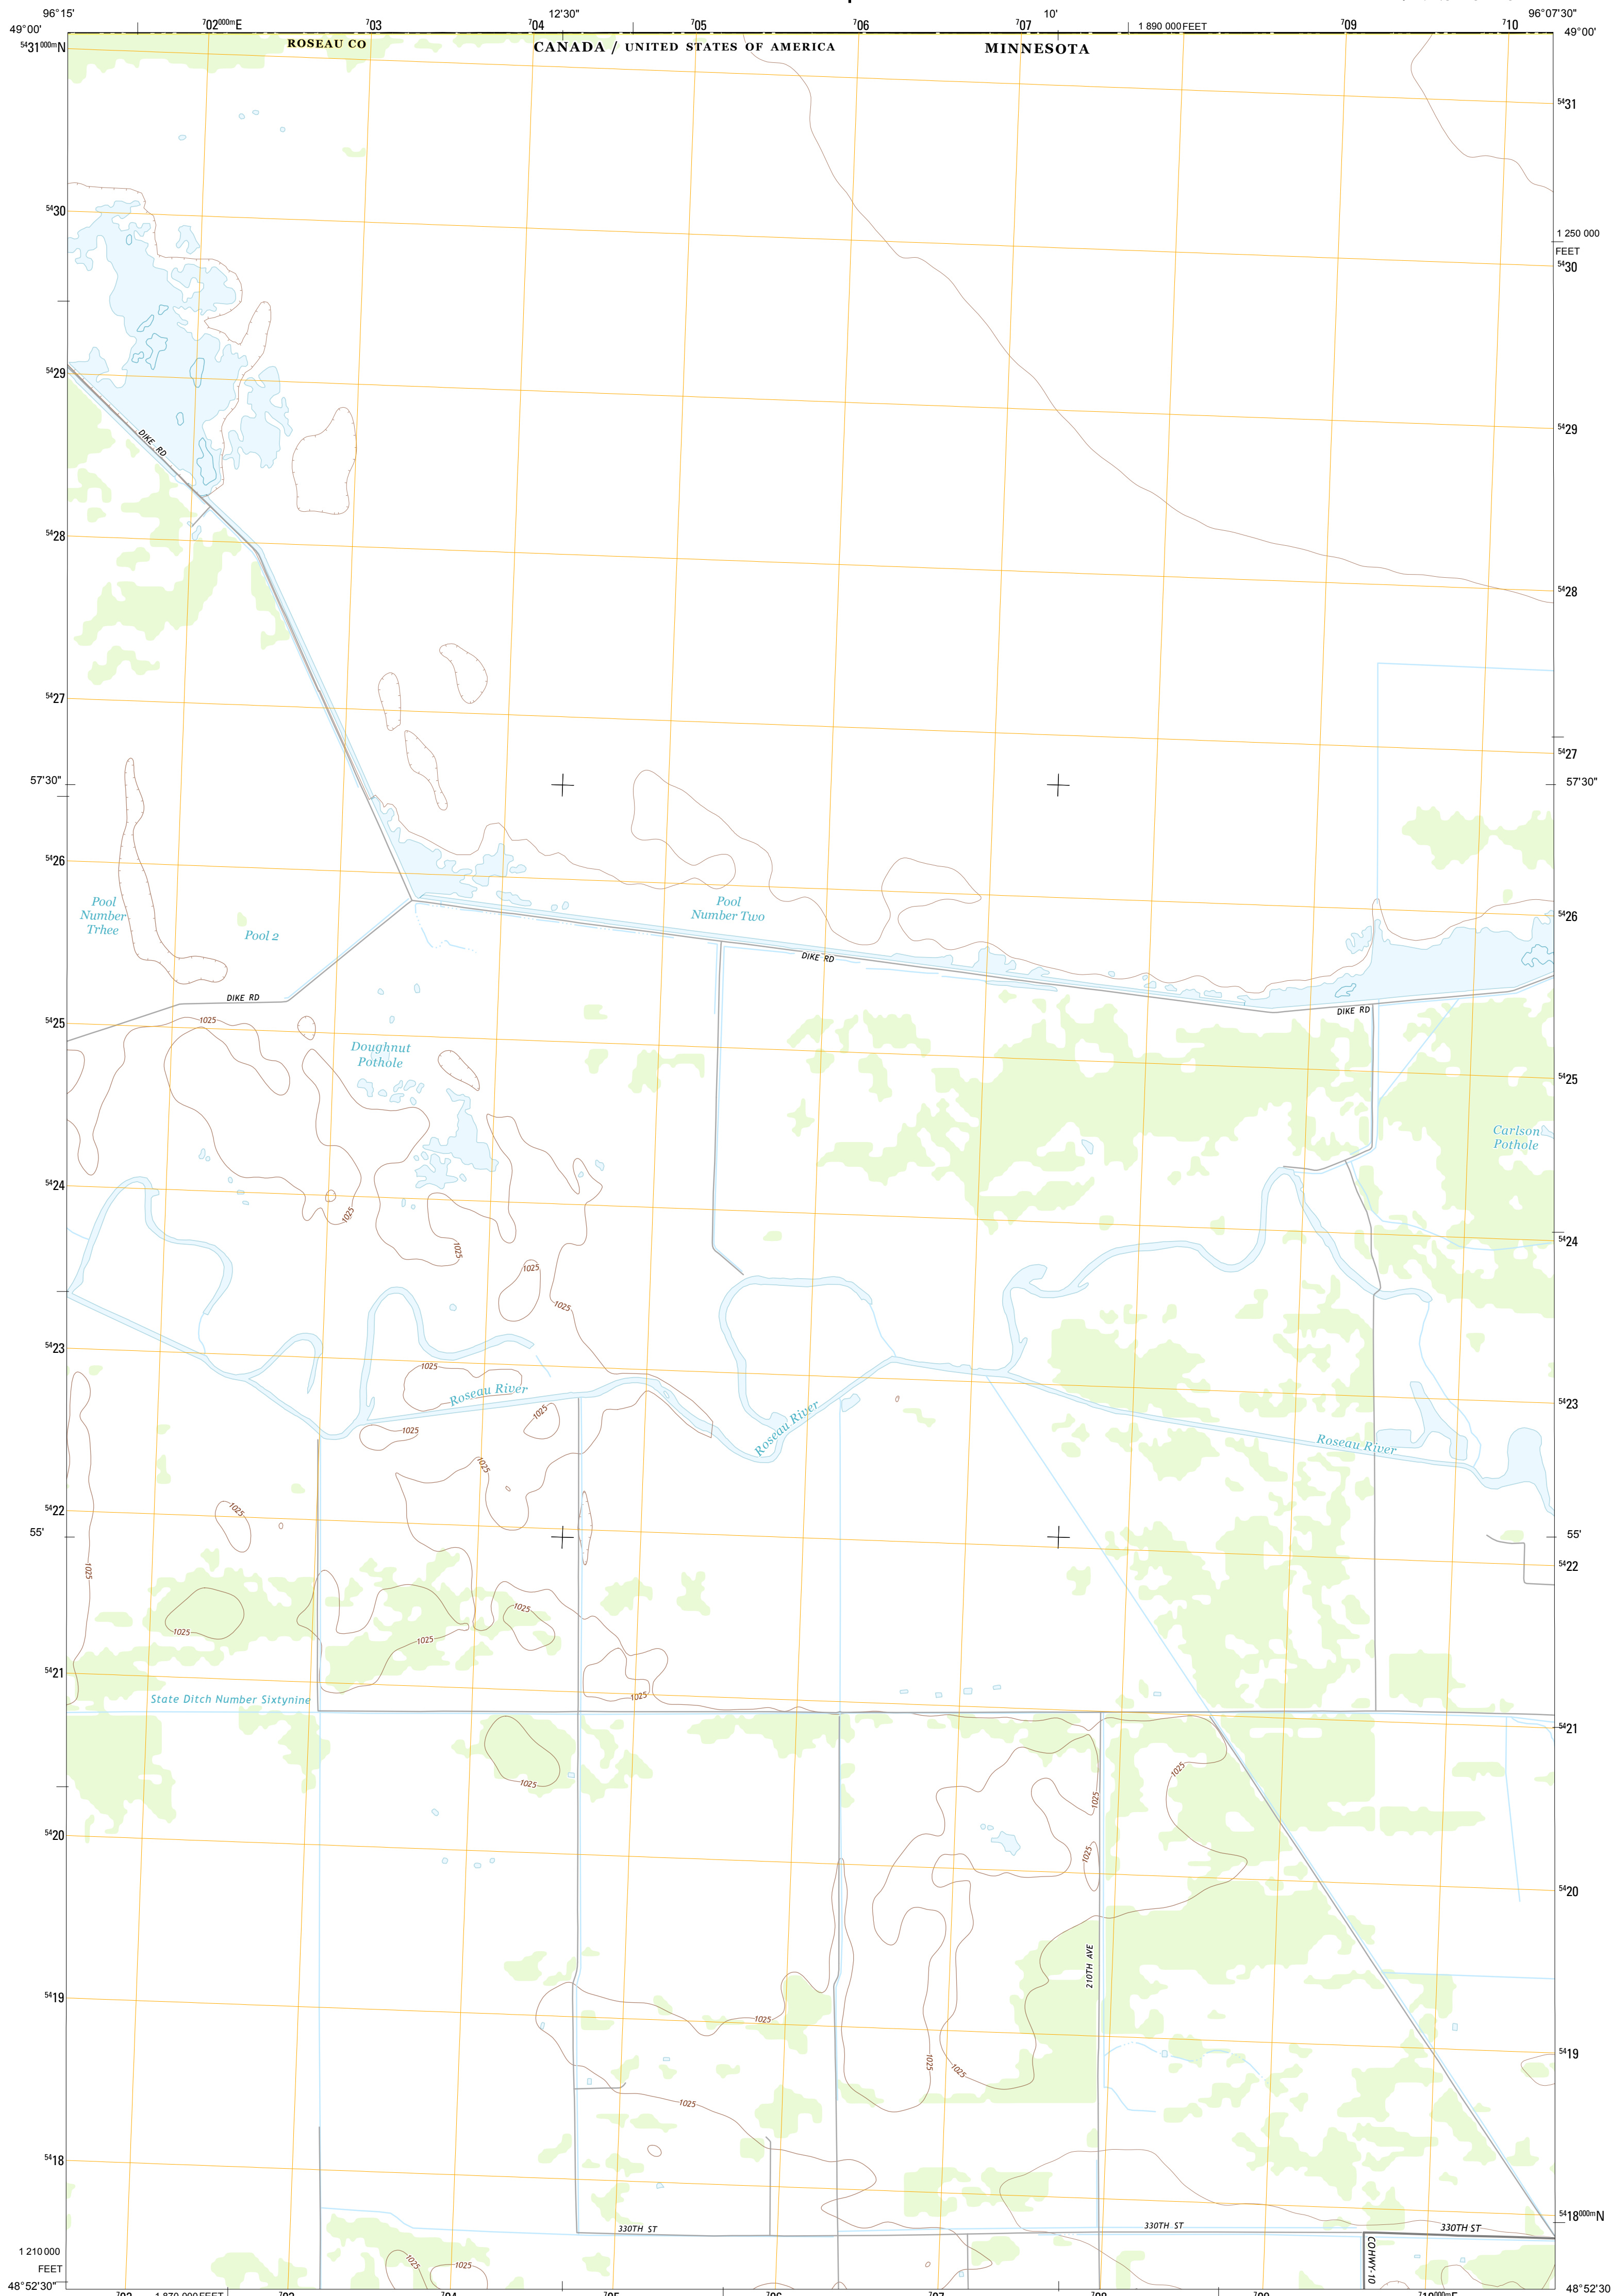 96°15'
12'30"
10'
96°07'30"
49°00'
⁷02⁰⁰⁰ᵐE
⁷03
⁷04
⁷05
⁷06
⁷07
1 890 000 FEET
⁷09
⁷10
49°00'
⁵⁴31⁰⁰⁰ᵐN
ROSEAU CO
CANADA / UNITED STATES OF AMERICA
MINNESOTA
⁵⁴31
⁵⁴30
1 250 000
FEET
⁵⁴30
⁵⁴29
DIKE RD
⁵⁴29
⁵⁴28
⁵⁴28
⁵⁴27
⁵⁴27
57'30"
57'30"
⁵⁴26
Pool
Number
Trhee
Pool 2
Pool
Number Two
⁵⁴26
DIKE RD
DIKE RD
DIKE RD
⁵⁴25
1025
Doughnut
Pothole
⁵⁴25
Carlson
Pothole
⁵⁴24
1025
1025
⁵⁴24
1025
1025
⁵⁴23
1025
Roseau River
1025
1025
Roseau River
⁵⁴23
Roseau River
1025
⁵⁴22
1025
55'
55'
1025
⁵⁴22
1025
1025
1025
⁵⁴21
1025
State Ditch Number Sixtynine
⁵⁴21
1025
1025
1025
⁵⁴20
1025
⁵⁴20
210TH AVE
⁵⁴19
1025
1025
1025
⁵⁴19
1025
⁵⁴18
⁵⁴18⁰⁰⁰ᵐN
330TH ST
330TH ST
330TH ST
COHWY-10
1 210 000
FEET
1025
1025
48°52'30"
48°52'30